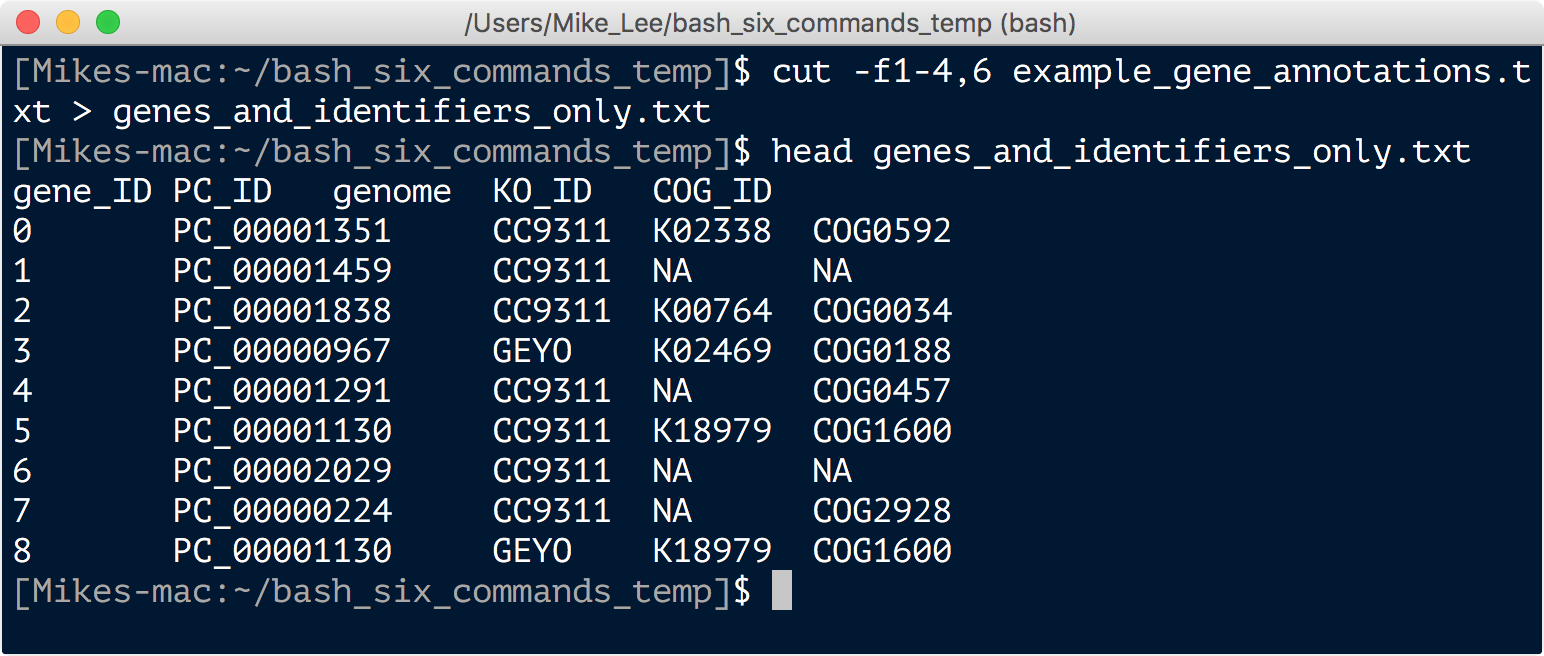 /Users/Mike_Lee/bash_six_commands_temp (bash)
[Mikes-mac:~/bash_six_commands_temp]$ cut -f1-4,6 example_gene_annotations.t
xt > genes_and_identifiers_only.txt
[Mikes-mac:~/bash_six_commands_temp]$ head genes_and_identifiers_only.txt
gene_ID PC_ID   genome  KO_ID   COG_ID
0       PC_00001351     CC9311  K02338  COG0592
1       PC_00001459     CC9311  NA      NA
2       PC_00001838     CC9311  K00764  COG0034
3       PC_00000967     GEYO    K02469  COG0188
4       PC_00001291     CC9311  NA      COG0457
5       PC_00001130     CC9311  K18979  COG1600
6       PC_00002029     CC9311  NA      NA
7       PC_00000224     CC9311  NA      COG2928
8       PC_00001130     GEYO    K18979  COG1600
[Mikes-mac:~/bash_six_commands_temp]$